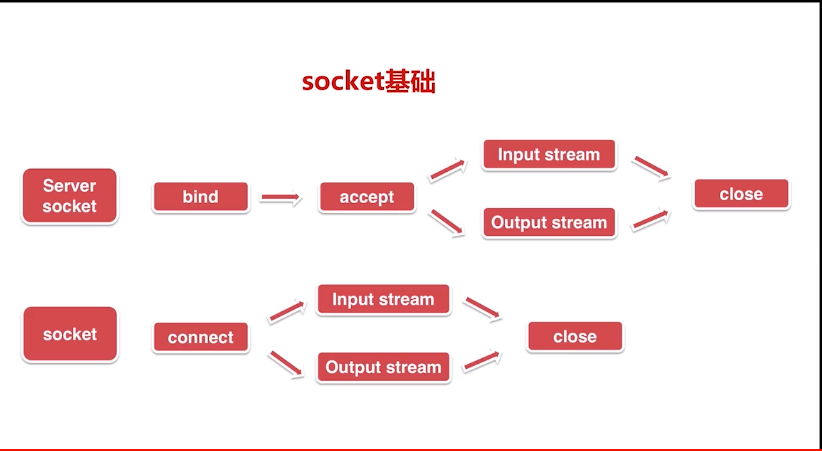 socket基础
Server
socket
bind
accept
Input stream
Output stream
close
socket
connect
Input stream
Output stream
close